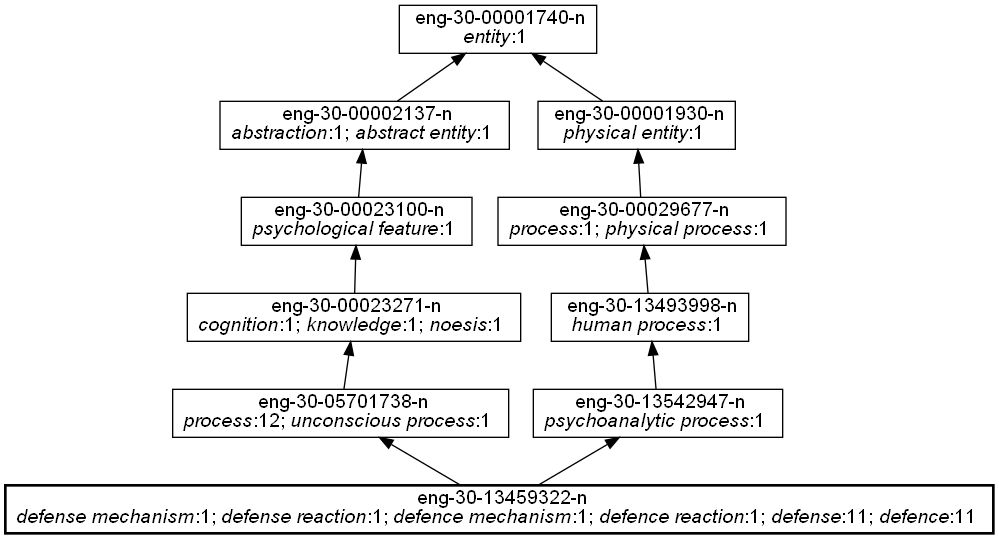 eng-30-00001740-n
entity:1
eng-30-00002137-n
abstraction:1; abstract entity:1
eng-30-00001930-n
physical entity:1
eng-30-00023100-n
psychological feature:1
eng-30-00029677-n
process:1; physical process:1
eng-30-00023271-n
cognition:1; knowledge:1; noesis:1
eng-30-13493998-n
human process:1
eng-30-05701738-n
process:12; unconscious process:1
eng-30-13542947-n
psychoanalytic process:1
eng-30-13459322-n
defense mechanism:1; defense reaction:1; defence mechanism:1; defence reaction:1; defense:11; defence:11